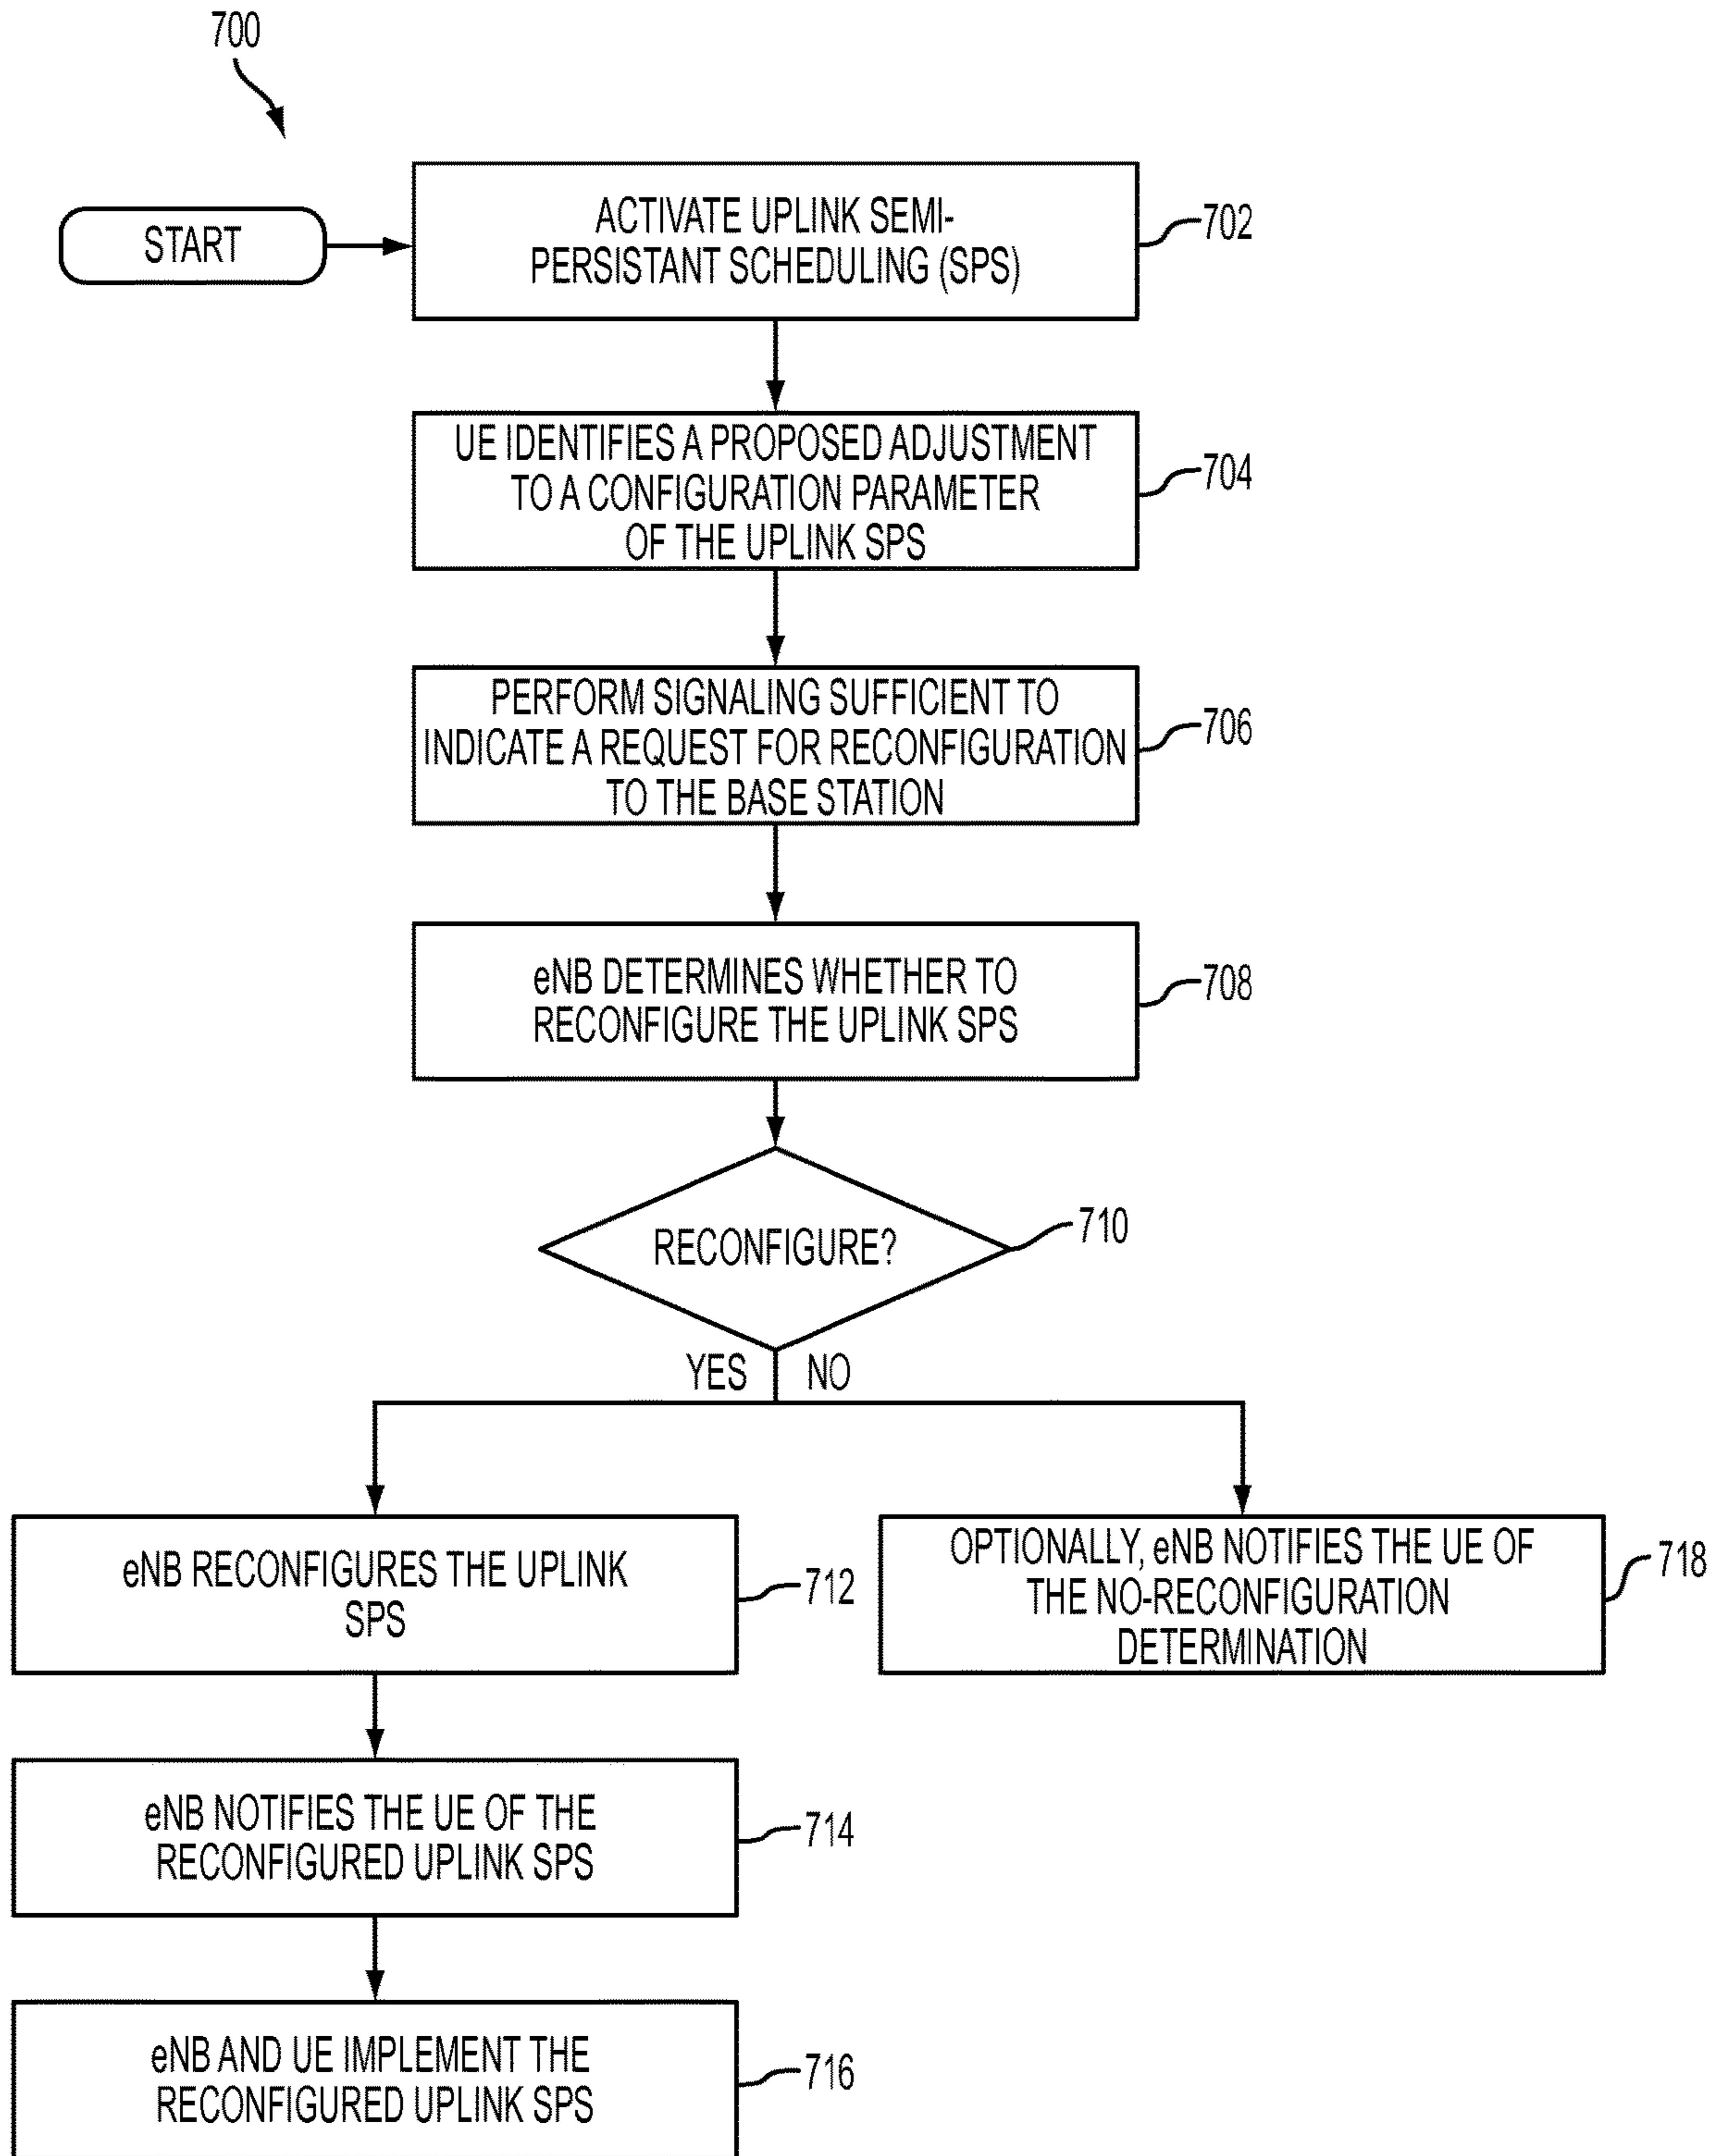 700
START
ACTIVATE UPLINK SEMI-
PERSISTANT SCHEDULING (SPS)
702
UE IDENTIFIES A PROPOSED ADJUSTMENT
TO A CONFIGURATION PARAMETER
OF THE UPLINK SPS
704
PERFORM SIGNALING SUFFICIENT TO
INDICATE A REQUEST FOR RECONFIGURATION
TO THE BASE STATION
706
eNB DETERMINES WHETHER TO
RECONFIGURE THE UPLINK SPS
708
RECONFIGURE?
710
YES
NO
eNB RECONFIGURES THE UPLINK
SPS
712
OPTIONALLY, eNB NOTIFIES THE UE OF
THE NO-RECONFIGURATION
DETERMINATION
718
eNB NOTIFIES THE UE OF THE
RECONFIGURED UPLINK SPS
714
eNB AND UE IMPLEMENT THE
RECONFIGURED UPLINK SPS
716